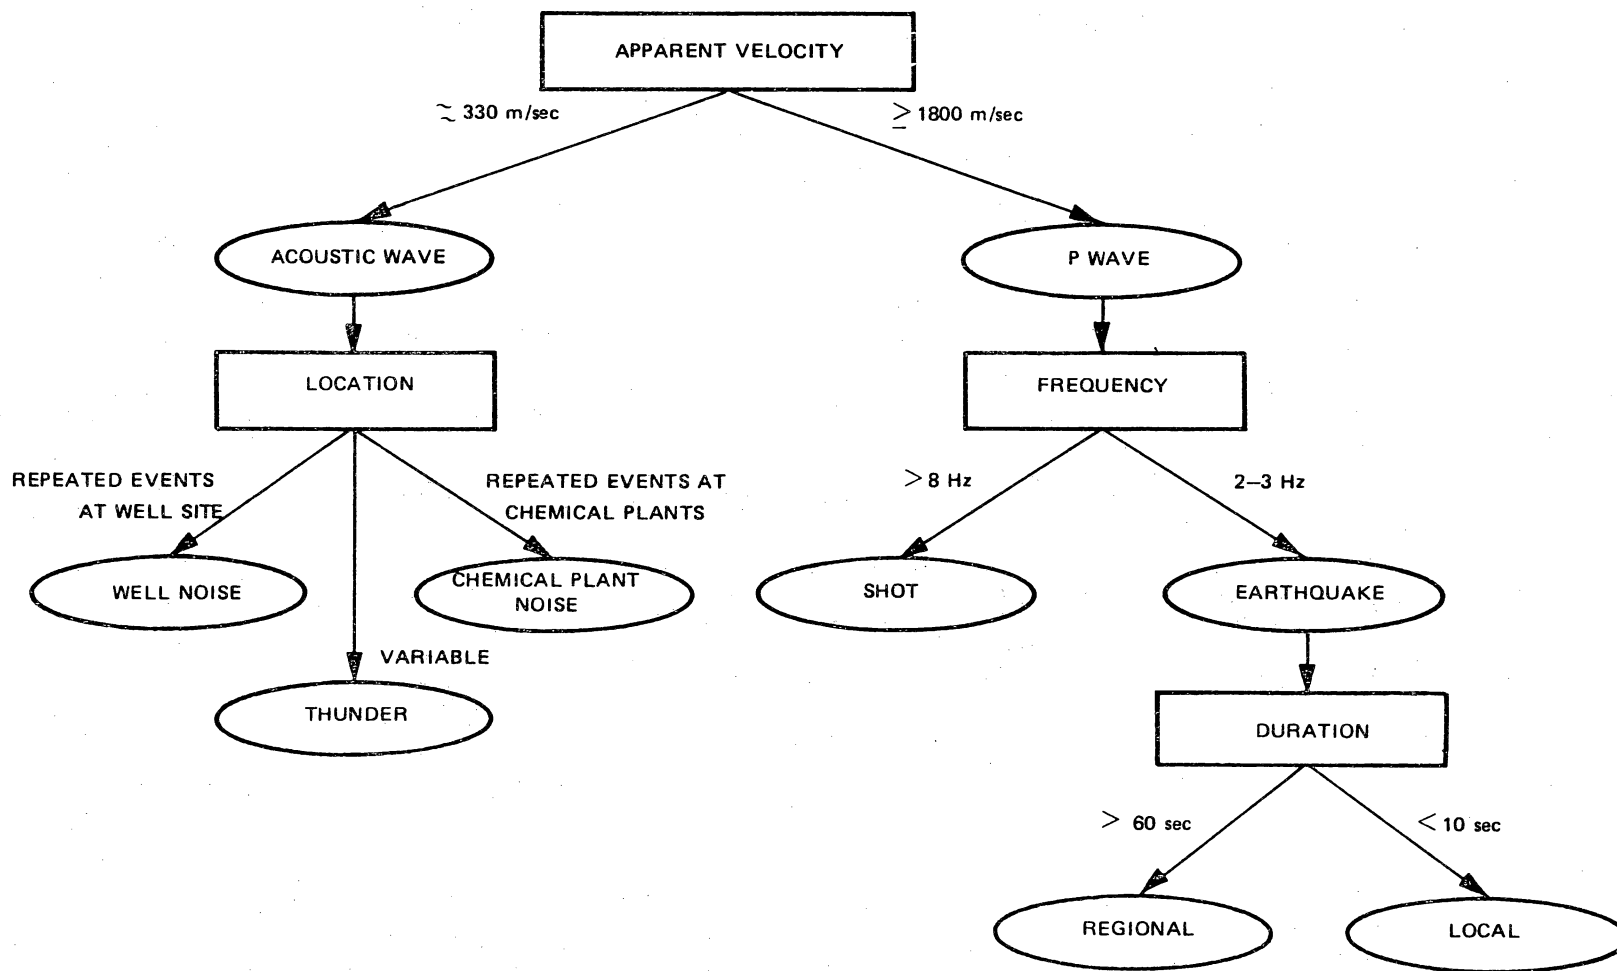 APPARENT VELOCITY
≈ 330 m/sec
≥ 1800 m/sec
ACOUSTIC WAVE
P WAVE
LOCATION
FREQUENCY
REPEATED EVENTS
AT WELL SITE
REPEATED EVENTS AT
CHEMICAL PLANTS
> 8 Hz
2–3 Hz
WELL NOISE
CHEMICAL PLANT
NOISE
SHOT
EARTHQUAKE
VARIABLE
THUNDER
DURATION
> 60 sec
< 10 sec
REGIONAL
LOCAL